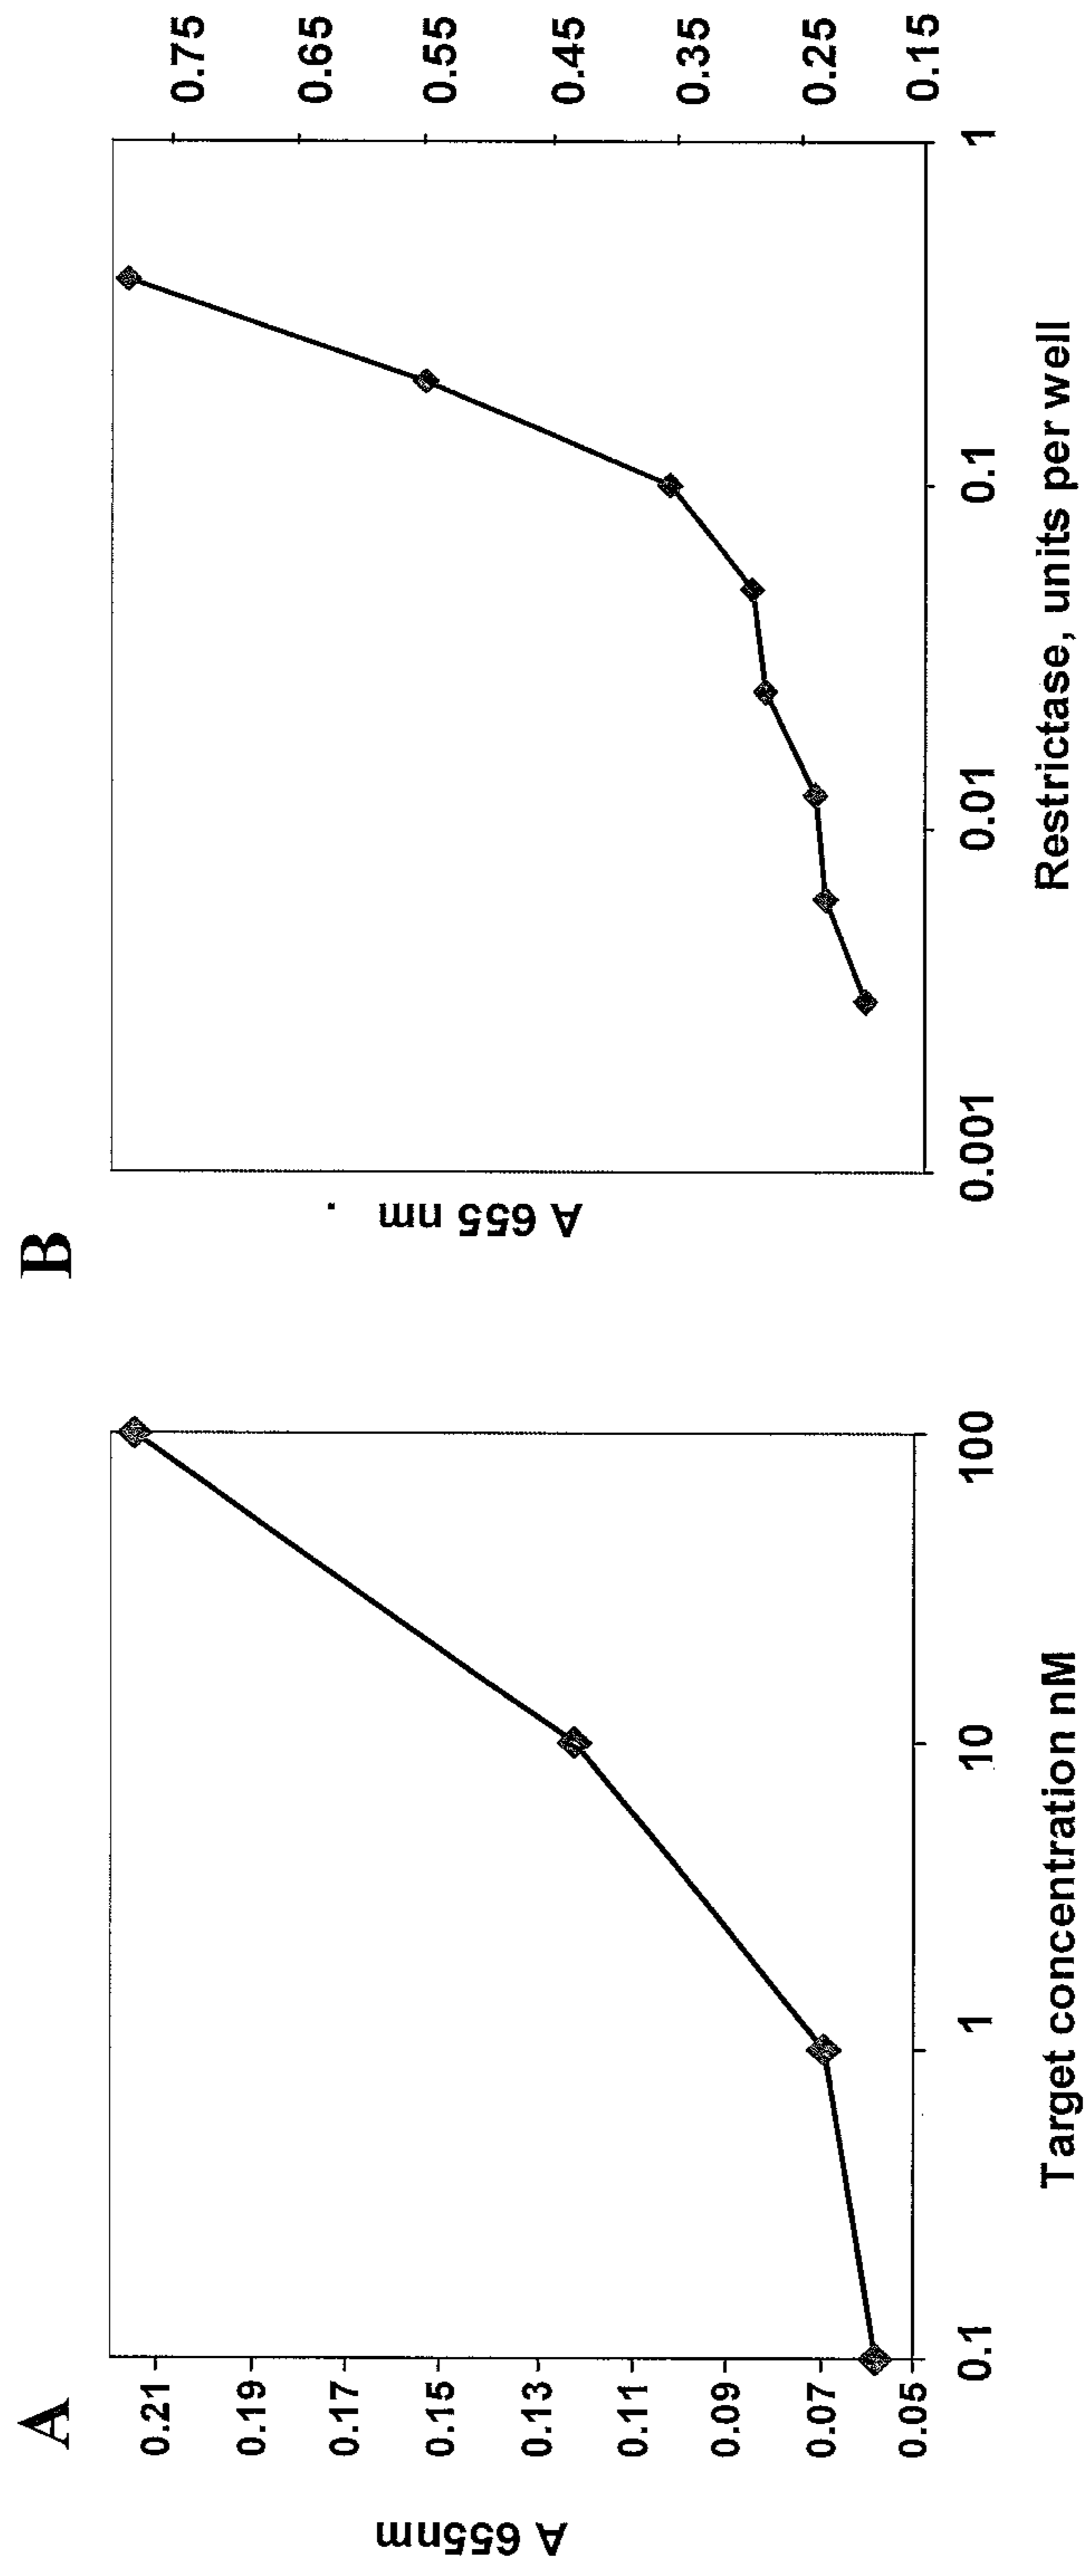 A
A 655nm
0.21
0.19
0.17
0.15
0.13
0.11
0.09
0.07
0.05
0.1 1 10 100
Target concentration nM
B
A 655 nm
0.75
0.65
0.55
0.45
0.35
0.25
0.15
0.001 0.01 0.1 1
Restrictase, units per well